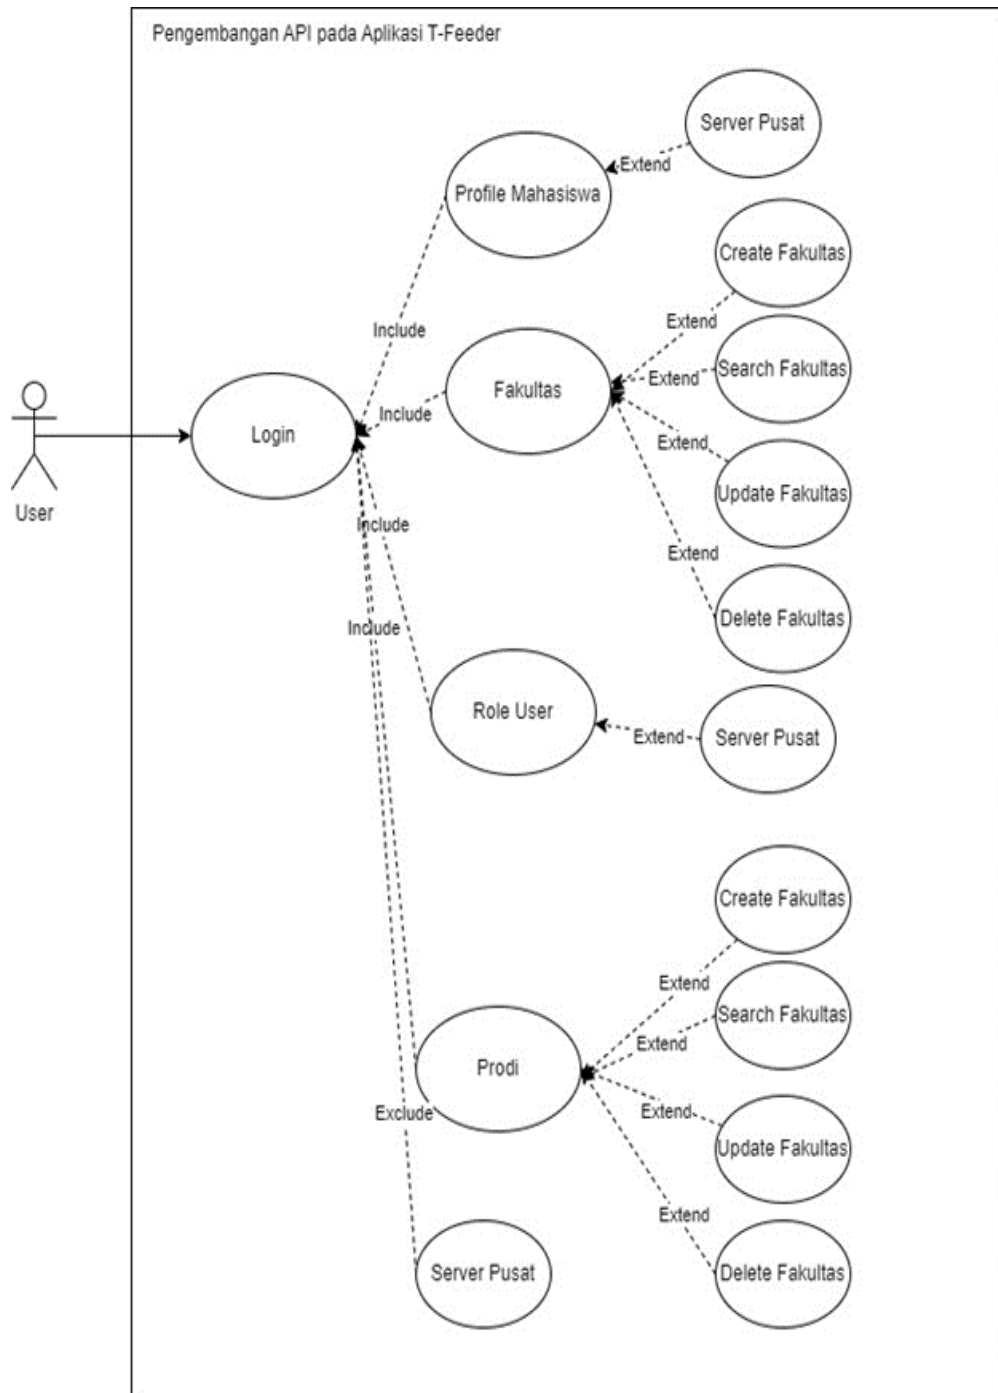 Pengembangan API pada Aplikasi T-Feeder
Server Pusat
Extend
Profile Mahasiswa
Create Fakultas
Extend
Include
Search Fakultas
Extend
Fakultas
Include
Login
Extend
Update Fakultas
User
Include
Extend
Delete Fakultas
Include
Role User
Extend
Server Pusat
Create Fakultas
Extend
Search Fakultas
Extend
Prodi
Exclude
Extend
Update Fakultas
Extend
Server Pusat
Delete Fakultas